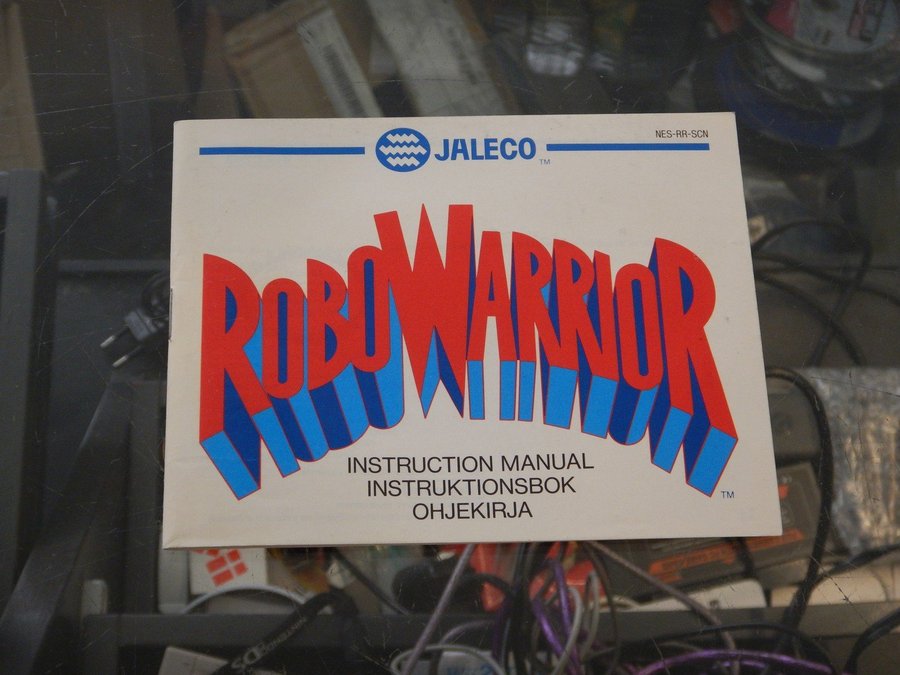 JALECO TM
NES-RR-SCN
ROBOWARRIOR
TM
INSTRUCTION MANUAL
INSTRUKTIONSBOK
OHJEKIRJA